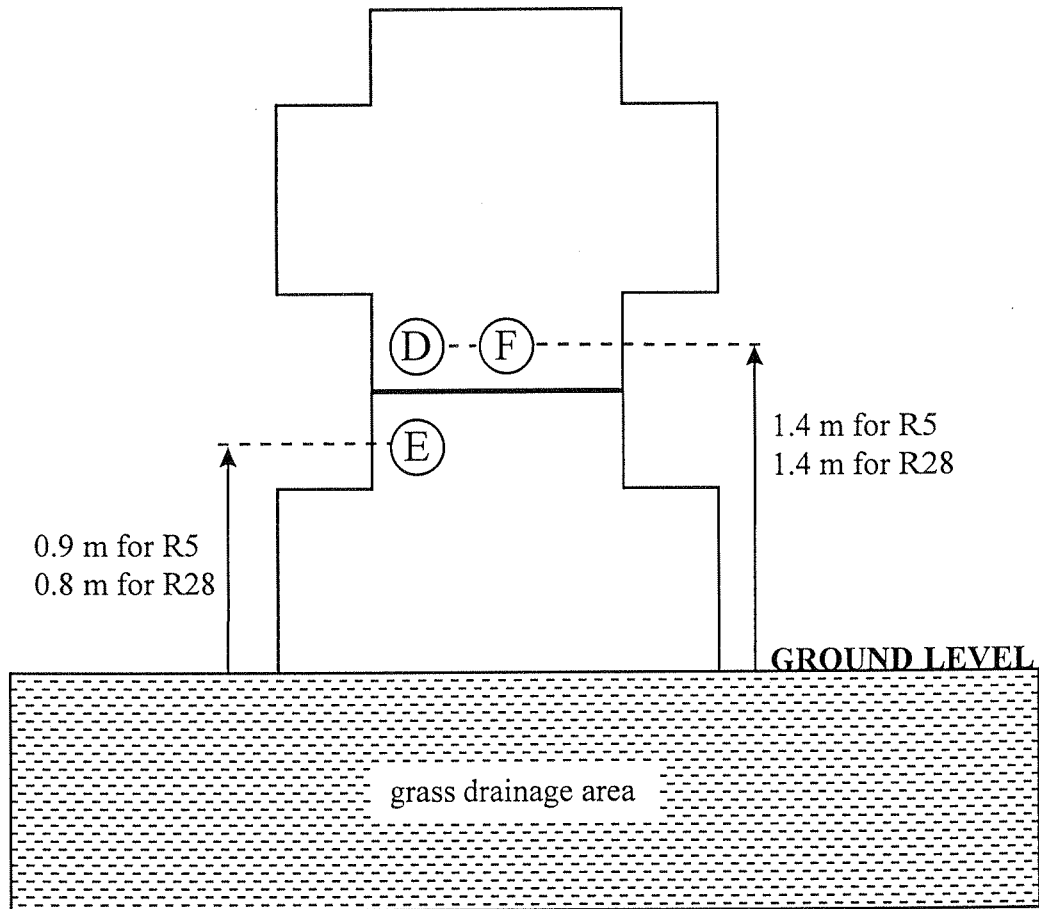 D
F
E
1.4 m for R5
1.4 m for R28
0.9 m for R5
0.8 m for R28
GROUND LEVEL
grass drainage area